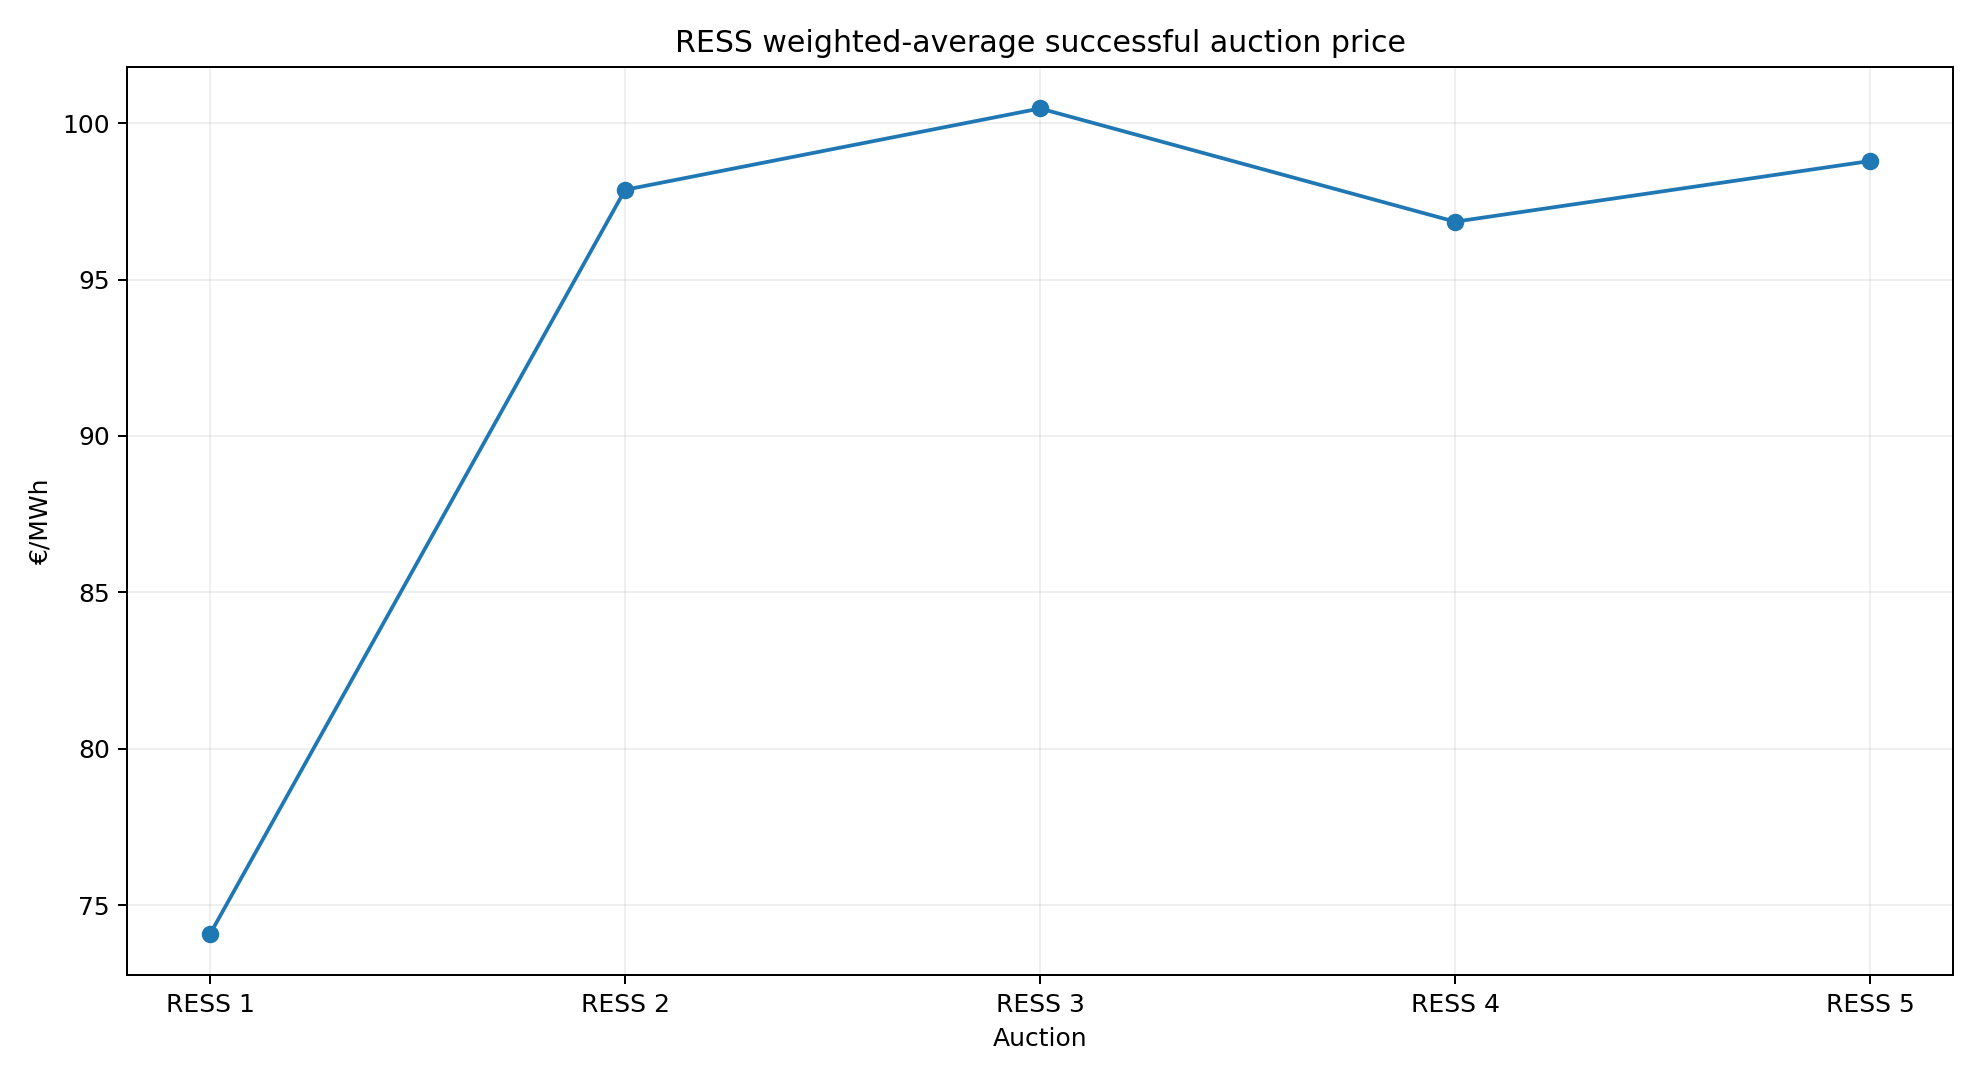 RESS weighted-average successful auction price
100
95
90
85
80
75
€/MWh
RESS 1
RESS 2
RESS 3
RESS 4
RESS 5
Auction